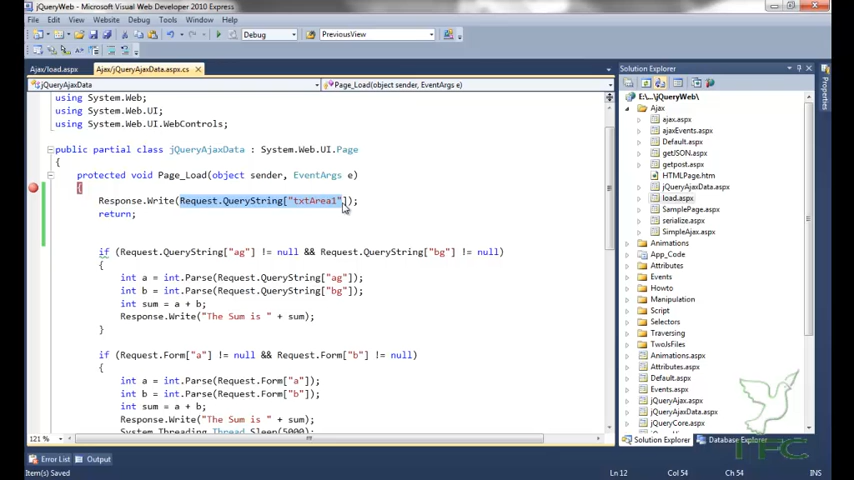 jQueryWeb - Microsoft Visual Web Developer 2010 Express
File Edit View Website Debug Tools Window Help
Debug PreviousView
Ajax/load.aspx Ajax/jQueryAjaxData.aspx.cs
jQueryAjaxData Page_Load(object sender, EventArgs e)
using System.Web;
using System.Web.UI;
using System.Web.UI.WebControls;
public partial class jQueryAjaxData : System.Web.UI.Page
{
protected void Page_Load(object sender, EventArgs e)
{
Response.Write(Request.QueryString["txtArea1"]);
return;
if (Request.QueryString["ag"] != null && Request.QueryString["bg"] != null)
{
int a = int.Parse(Request.QueryString["ag"]);
int b = int.Parse(Request.QueryString["bg"]);
int sum = a + b;
Response.Write("The Sum is " + sum);
}
if (Request.Form["a"] != null && Request.Form["b"] != null)
{
int a = int.Parse(Request.Form["a"]);
int b = int.Parse(Request.Form["b"]);
int sum = a + b;
Response.Write("The Sum is " + sum);
System.Threading.Thread.Sleep(5000);
121 %
Solution Explorer
E:\...\jQueryWeb\
Ajax
ajax.aspx
ajaxEvents.aspx
Default.aspx
getJSON.aspx
getpost.aspx
HTMLPage.htm
jQueryAjaxData.aspx
load.aspx
SamplePage.aspx
serialize.aspx
SimpleAjax.aspx
Animations
App_Code
Attributes
Events
Howto
Manipulation
Script
Selectors
Traversing
TwoJsFiles
Animations.aspx
Attributes.aspx
Default.aspx
Events.aspx
jQueryAjax.aspx
jQueryAjaxData.aspx
jQueryCore.aspx
Solution Explorer Database Explorer
Properties
TFC
Error List Output
Item(s) Saved Ln 12 Col 54 Ch 54 INS